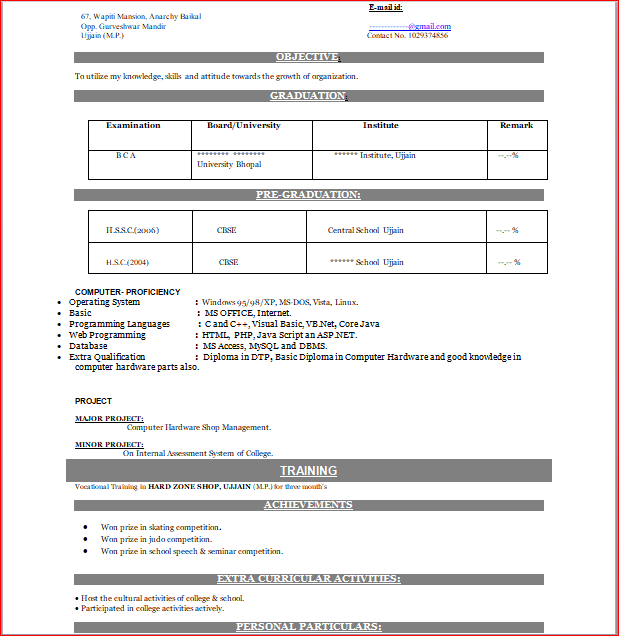 E-mail id:
67, Wapiti Mansion, Anarchy Baikal
Opp. Gurveshwar Mandir
-------------@gmail.com
Ujjain (M.P.)
Contact No. 1029374856
OBJECTIVE:
To utilize my knowledge, skills and attitude towards the growth of organization.
GRADUATION:
Examination Board/University Institute Remark
B C A ******** ******** ****** Institute, Ujjain --.--%
University Bhopal
PRE-GRADUATION:
H.S.S.C.(2006) CBSE Central School Ujjain --.-- %
H.S.C.(2004) CBSE ****** School Ujjain --.-- %
COMPUTER- PROFICIENCY
• Operating System : Windows 95/98/XP, MS-DOS, Vista, Linux.
• Basic : MS OFFICE, Internet.
• Programming Languages : C and C++, Visual Basic, VB.Net, Core Java
• Web Programming : HTML, PHP, Java Script an ASP.NET.
• Database : MS Access, MySQL and DBMS.
• Extra Qualification : Diploma in DTP, Basic Diploma in Computer Hardware and good knowledge in
computer hardware parts also.
PROJECT
MAJOR PROJECT:
Computer Hardware Shop Management.
MINOR PROJECT:
On Internal Assessment System of College.
TRAINING
Vocational Training in HARD ZONE SHOP, UJJAIN (M.P.) for three month's
ACHIEVEMENTS
• Won prize in skating competition.
• Won prize in judo competition.
• Won prize in school speech & seminar competition.
EXTRA CURRICULAR ACTIVITIES:
• Host the cultural activities of college & school.
• Participated in college activities actively.
PERSONAL PARTICULARS: